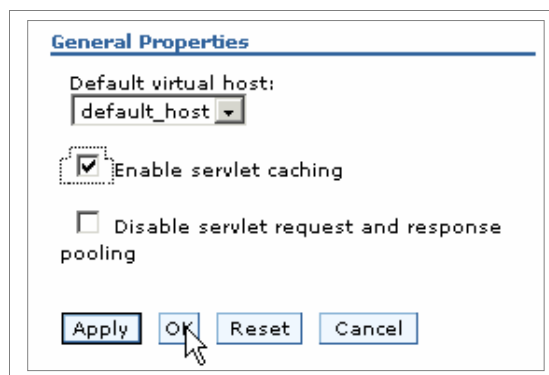 General Properties
Default virtual host:
default_host
Enable servlet caching
Disable servlet request and response
pooling
Apply OK Reset Cancel